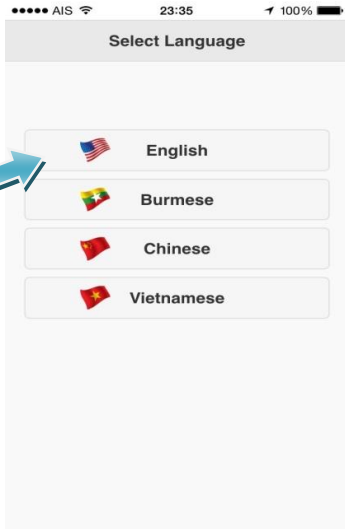 ●●●●● AIS 23:35 100%
Select Language
English
Burmese
Chinese
Vietnamese